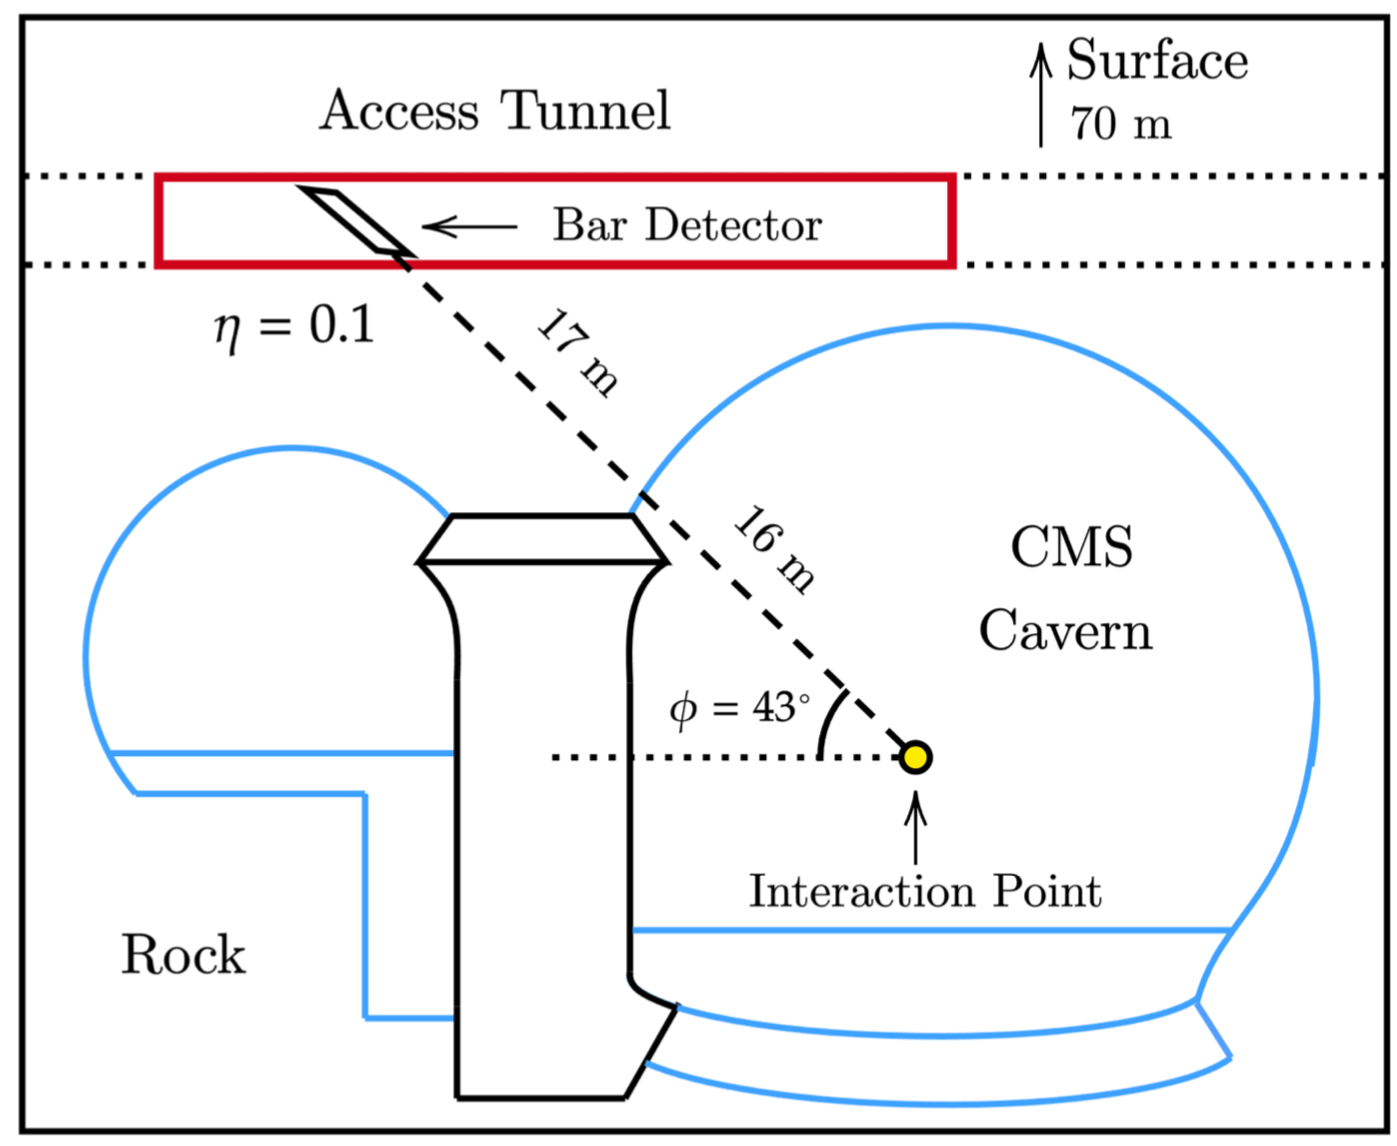 Surface
70 m
Access Tunnel
Bar Detector
η = 0.1
17 m
16 m
CMS
Cavern
ϕ = 43°
Interaction Point
Rock